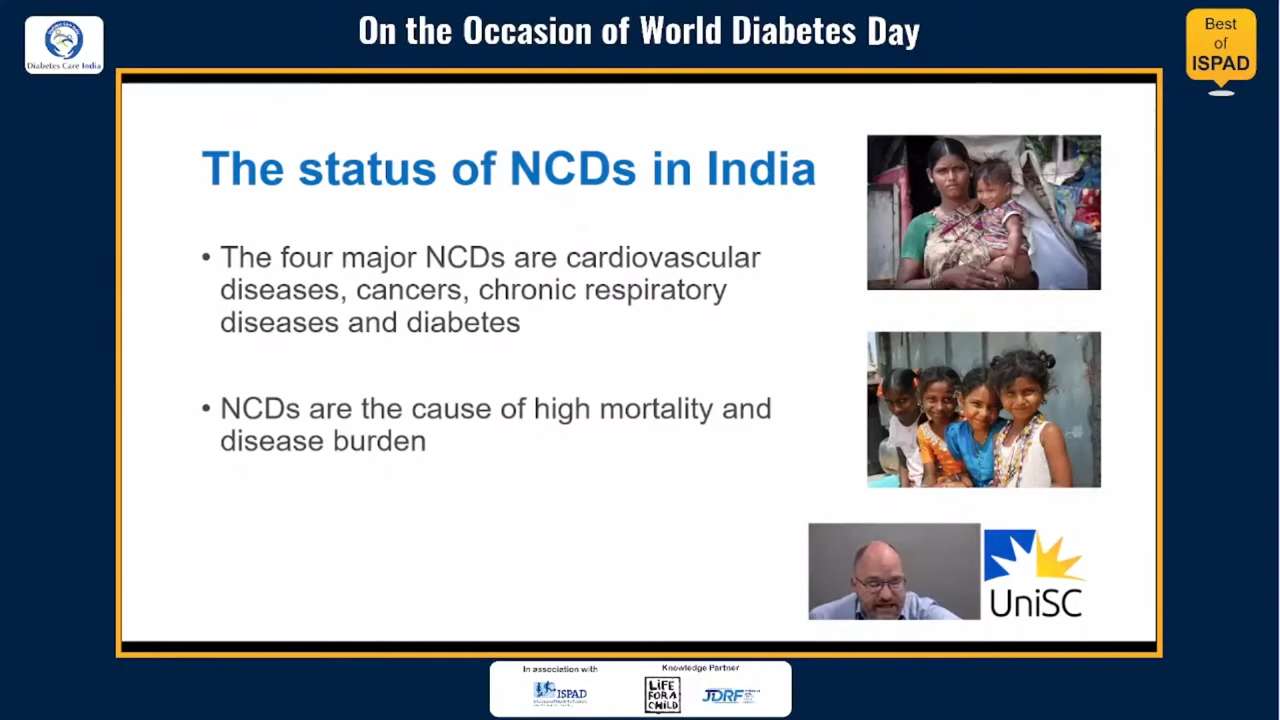 On the Occasion of World Diabetes Day
Diabetes Care India
Best
of
ISPAD
The status of NCDs in India
• The four major NCDs are cardiovascular
diseases, cancers, chronic respiratory
diseases and diabetes
• NCDs are the cause of high mortality and
disease burden
UniSC
In association with
Knowledge Partner
ISPAD
LiFE
FOR A
CHiLD
JDRF